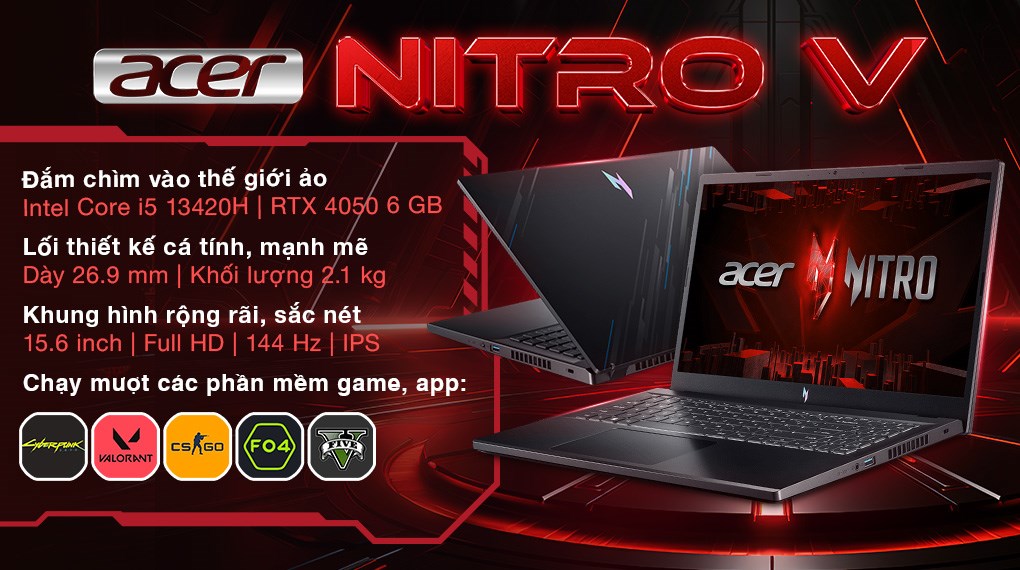 acer NITRO V
Đắm chìm vào thế giới ảo
Intel Core i5 13420H | RTX 4050 6 GB
Lối thiết kế cá tính, mạnh mẽ
Dày 26.9 mm | Khối lượng 2.1 kg
Khung hình rộng rãi, sắc nét
15.6 inch | Full HD | 144 Hz | IPS
Chạy mượt các phần mềm game, app:
Cyberpunk
VALORANT
CS GO
FO4
FIVE
V
acer NITRO